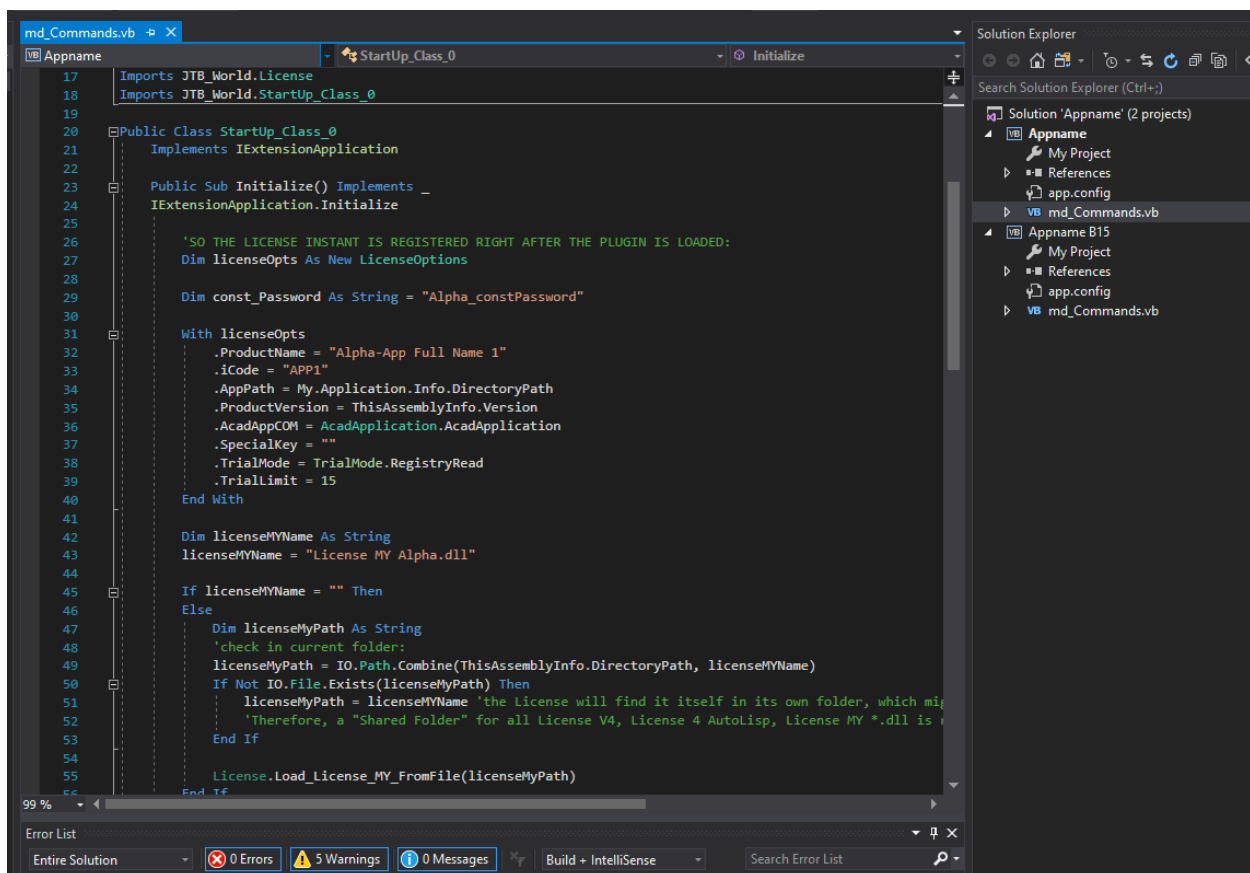 md_Commands.vb
Appname
StartUp_Class_0
Initialize
17 Imports JTB_World.License
18 Imports JTB_World.StartUp_Class_0
19
20 Public Class StartUp_Class_0
21 Implements IExtensionApplication
22
23 Public Sub Initialize() Implements _
24 IExtensionApplication.Initialize
25
26 'SO THE LICENSE INSTANT IS REGISTERED RIGHT AFTER THE PLUGIN IS LOADED:
27 Dim licenseOpts As New LicenseOptions
28
29 Dim const_Password As String = "Alpha_constPassword"
30
31 With licenseOpts
32 .ProductName = "Alpha-App Full Name 1"
33 .iCode = "APP1"
34 .AppPath = My.Application.Info.DirectoryPath
35 .ProductVersion = ThisAssemblyInfo.Version
36 .AcadAppCOM = AcadApplication.AcadApplication
37 .SpecialKey = ""
38 .TrialMode = TrialMode.RegistryRead
39 .TrialLimit = 15
40 End With
41
42 Dim licenseMYName As String
43 licenseMYName = "License MY Alpha.dll"
44
45 If licenseMYName = "" Then
46 Else
47 Dim licenseMyPath As String
48 'check in current folder:
49 licenseMyPath = IO.Path.Combine(ThisAssemblyInfo.DirectoryPath, licenseMYName)
50 If Not IO.File.Exists(licenseMyPath) Then
51 licenseMyPath = licenseMYName 'the License will find it itself in its own folder, which mig
52 'Therefore, a "Shared Folder" for all License V4, License 4 AutoLisp, License MY *.dll is
53 End If
54
55 License.Load_License_MY_FromFile(licenseMyPath)
56 End If
99 %
Error List
Entire Solution
0 Errors
5 Warnings
0 Messages
Build + IntelliSense
Search Error List
Solution Explorer
Search Solution Explorer (Ctrl+;)
Solution 'Appname' (2 projects)
VB Appname
My Project
References
app.config
VB md_Commands.vb
VB Appname B15
My Project
References
app.config
VB md_Commands.vb